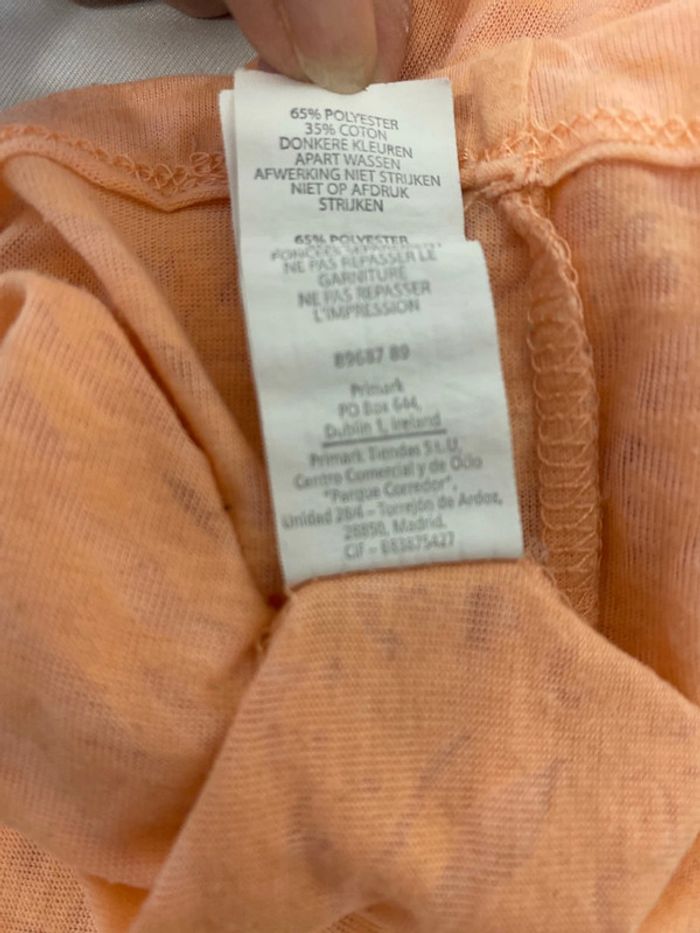 65% POLYESTER
35% COTON
DONKERE KLEUREN
APART WASSEN
AFWERKING NIET STRIJKEN
NIET OP AFDRUK
STRIJKEN
65% POLYESTER
NE PAS REPASSER LE
GARNITURE
NE PAS REPASSER
L'IMPRESSION
89687 89
Primark
PO Box 644,
Dublin 1, Ireland
Primark Tiendas S.L.U,
Centro Comercial y de Ocio
"Parque Corredor",
Unidad 28/4 - Torrejón de Ardoz,
28850, Madrid.
CIF - E83875427